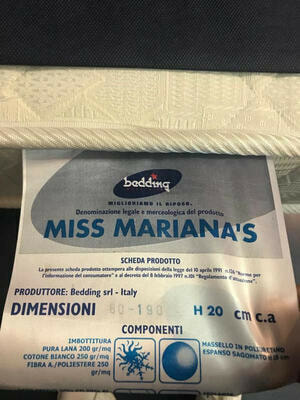 bedding
MIGLIORIAMO IL RIPOSO.
Denominazione legale e merceologica del prodotto
MISS MARIANA'S
SCHEDA PRODOTTO
La presente scheda prodotto ottempera alle disposizioni della legge del 10 aprile 1991 n.126 "Norme per
l'informazione del consumatore" e al decreto del 8 febbraio 1997 n.101 "Regolamento d'attuazione".
PRODUTTORE: Bedding srl - Italy
DIMENSIONI 80-190 H 20 cm c.a
COMPONENTI
IMBOTTITURA
PURA LANA 200 gr/mq
COTONE BIANCO 250 gr/mq
FIBRA A./POLIESTERE 250
gr/mq
MASSELLO IN POLIURETANO
ESPANSO SAGOMATO H 18 cm